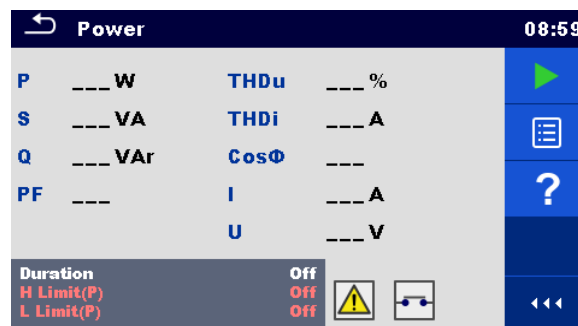 Power 08:59
P ___W THDu ___%
S ___VA THDi ___A
Q ___VAr CosΦ ___
PF ___ I ___A
U ___V
Duration Off
H Limit(P) Off
L Limit(P) Off
?